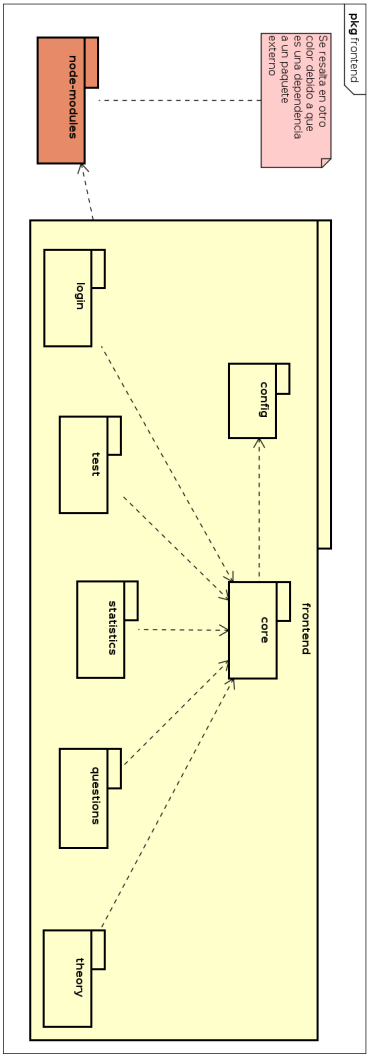 pkg frontend
Se resalta en otro
color debido a que
es una dependencia
a un paquete
externo
node-modules
frontend
config
core
login
test
statistics
questions
theory